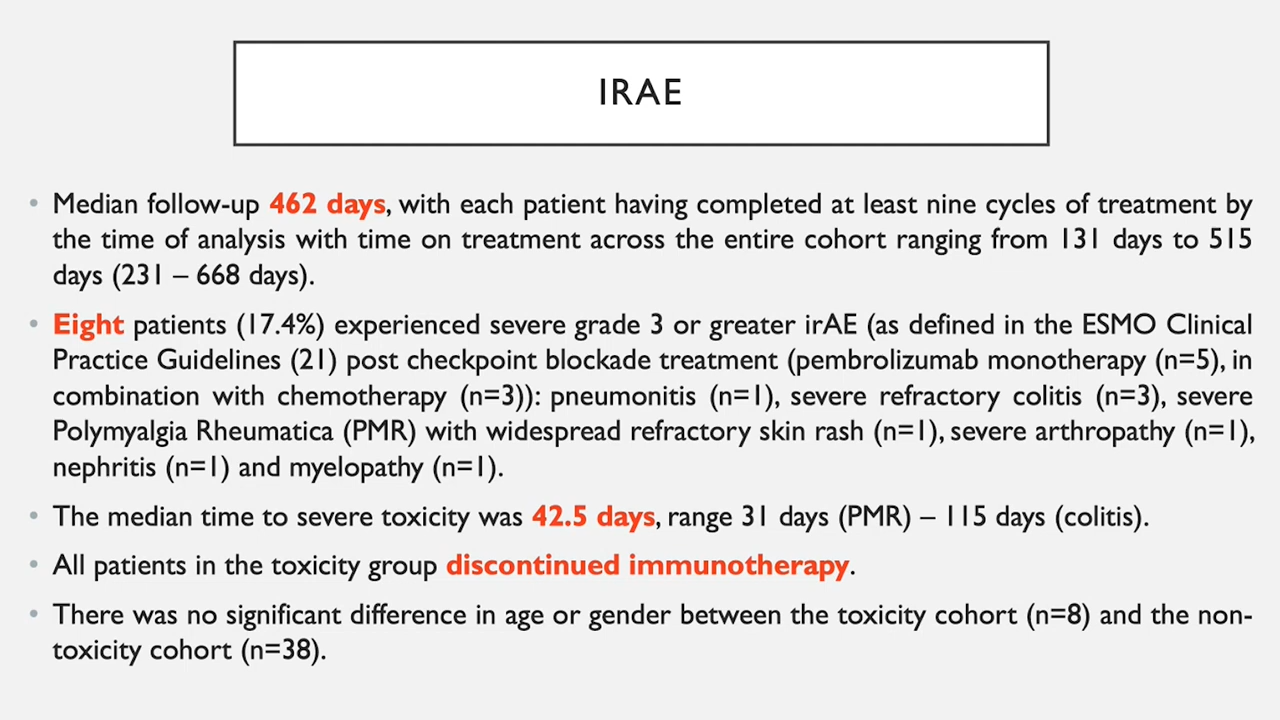 IRAE
• Median follow-up 462 days, with each patient having completed at least nine cycles of treatment by
the time of analysis with time on treatment across the entire cohort ranging from 131 days to 515
days (231 – 668 days).
• Eight patients (17.4%) experienced severe grade 3 or greater irAE (as defined in the ESMO Clinical
Practice Guidelines (21) post checkpoint blockade treatment (pembrolizumab monotherapy (n=5), in
combination with chemotherapy (n=3)): pneumonitis (n=1), severe refractory colitis (n=3), severe
Polymyalgia Rheumatica (PMR) with widespread refractory skin rash (n=1), severe arthropathy (n=1),
nephritis (n=1) and myelopathy (n=1).
• The median time to severe toxicity was 42.5 days, range 31 days (PMR) – 115 days (colitis).
• All patients in the toxicity group discontinued immunotherapy.
• There was no significant difference in age or gender between the toxicity cohort (n=8) and the non-
toxicity cohort (n=38).